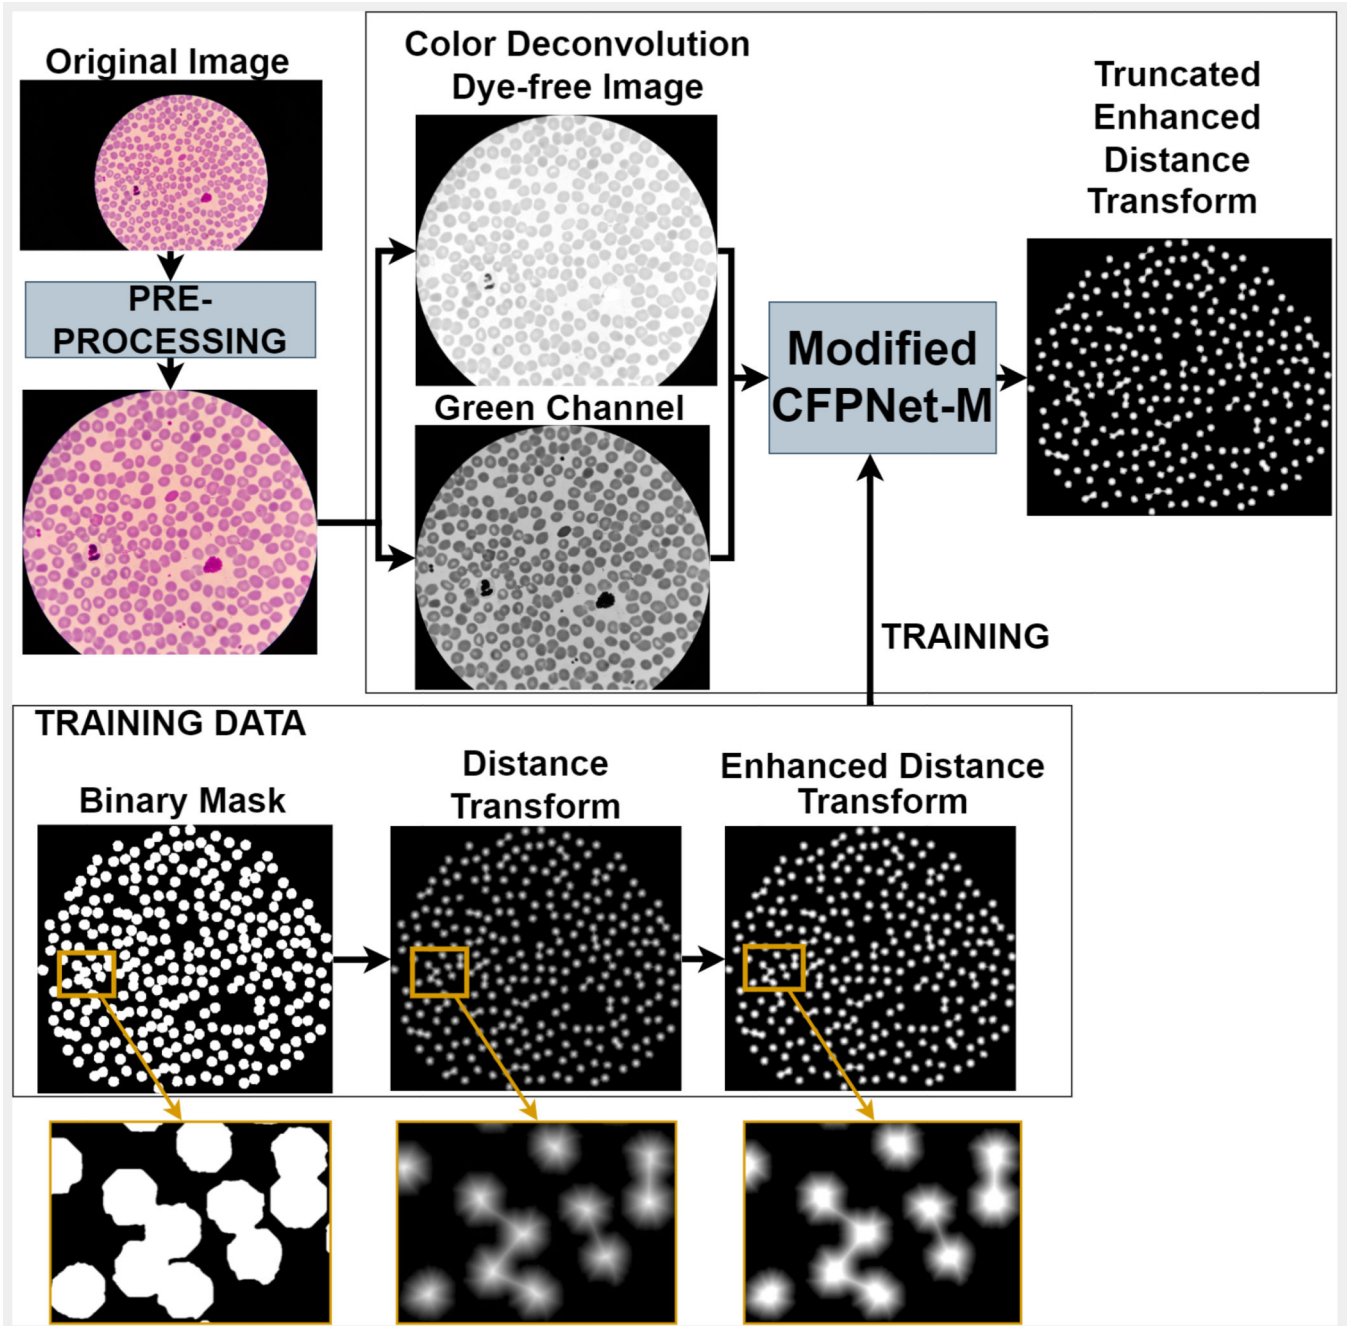 Original Image
PRE-
PROCESSING
Color Deconvolution
Dye-free Image
Green Channel
Modified
CFPNet-M
Truncated
Enhanced
Distance
Transform
TRAINING
TRAINING DATA
Binary Mask
Distance
Transform
Enhanced Distance
Transform